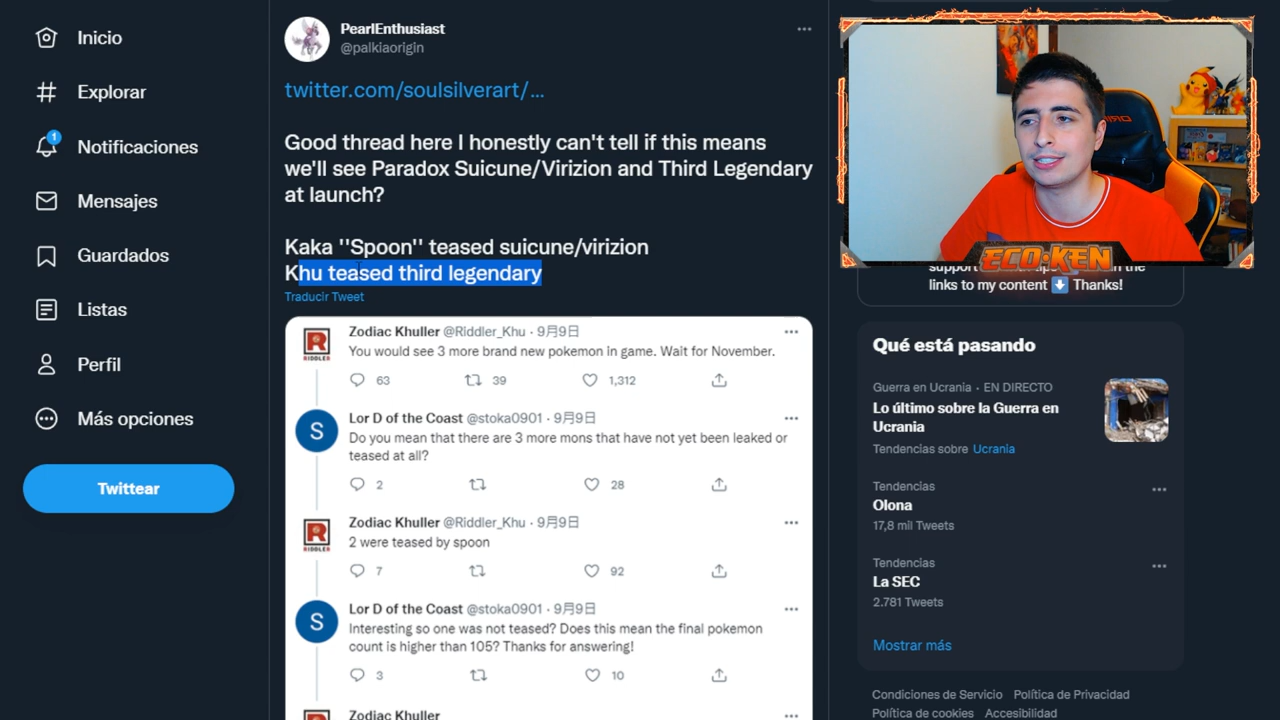 Inicio
Explorar
1
Notificaciones
Mensajes
Guardados
Listas
Perfil
Más opciones
Twittear
PearlEnthusiast
@palkiaorigin
twitter.com/soulsilverart/...
Good thread here I honestly can't tell if this means
we'll see Paradox Suicune/Virizion and Third Legendary
at launch?
Kaka ''Spoon'' teased suicune/virizion
Khu teased third legendary
Traducir Tweet
RIDDLER
Zodiac Khuller @Riddler_Khu · 9月9日
You would see 3 more brand new pokemon in game. Wait for November.
63 39 1,312
S
Lor D of the Coast @stoka0901 · 9月9日
Do you mean that there are 3 more mons that have not yet been leaked or
teased at all?
2 28
RIDDLER
Zodiac Khuller @Riddler_Khu · 9月9日
2 were teased by spoon
7 92
S
Lor D of the Coast @stoka0901 · 9月9日
Interesting so one was not teased? Does this mean the final pokemon
count is higher than 105? Thanks for answering!
3 10
Zodiac Khuller
ECO·KEN
links to my content ⬇️ Thanks!
Qué está pasando
Guerra en Ucrania · EN DIRECTO
Lo último sobre la Guerra en
Ucrania
Tendencias sobre Ucrania
Tendencias
Olona
17,8 mil Tweets
Tendencias
La SEC
2.781 Tweets
Mostrar más
Condiciones de Servicio Política de Privacidad
Política de cookies Accesibilidad